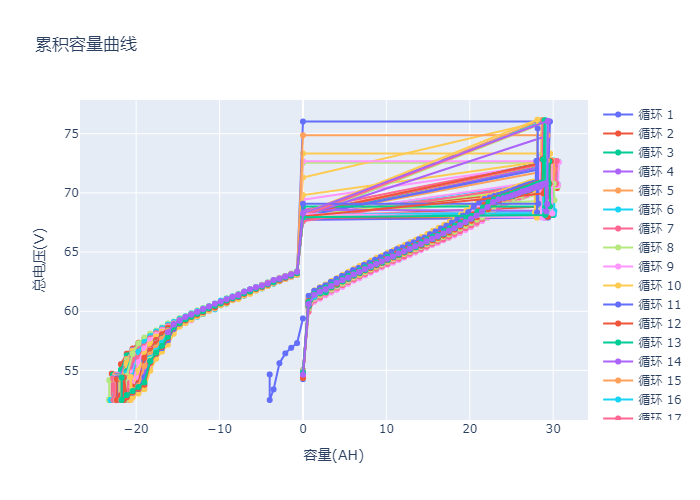 累积容量曲线
总电压(V)
75
70
65
60
55
−20
−10
0
10
20
30
容量(AH)
循环 1
循环 2
循环 3
循环 4
循环 5
循环 6
循环 7
循环 8
循环 9
循环 10
循环 11
循环 12
循环 13
循环 14
循环 15
循环 16
循环 17